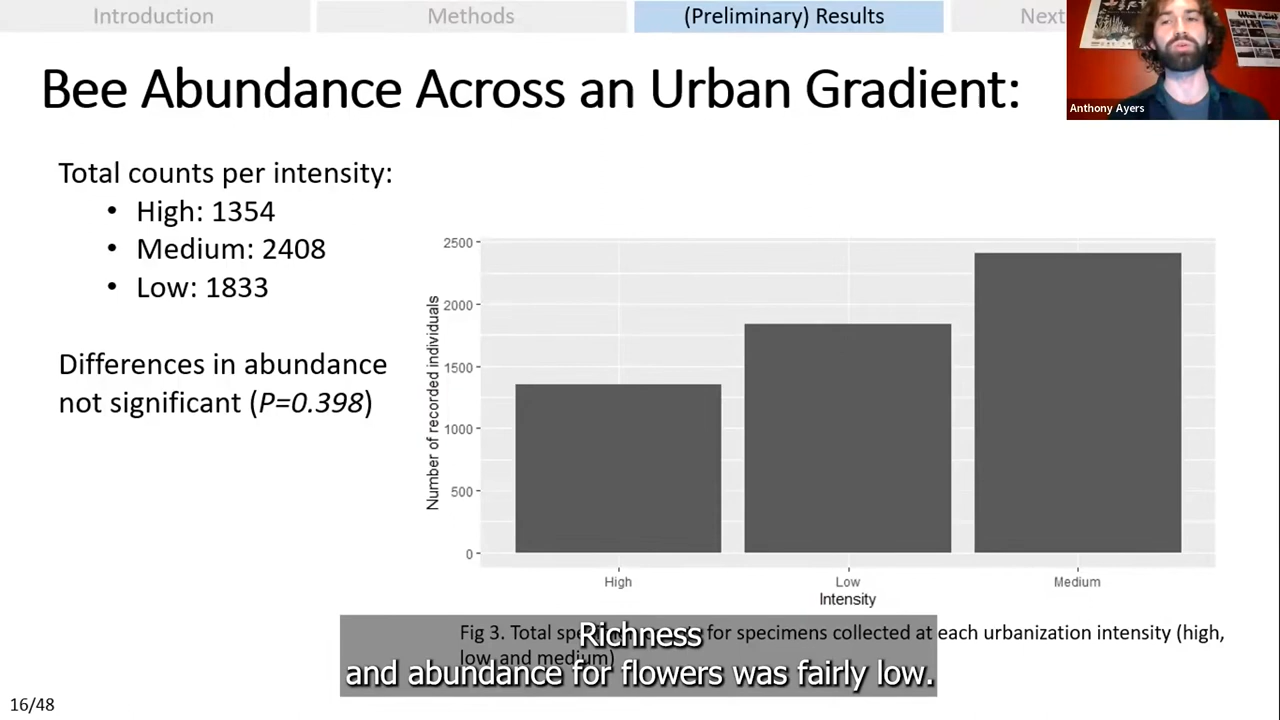 Introduction
Methods
(Preliminary) Results
Next
Bee Abundance Across an Urban Gradient:
Anthony Ayers
Total counts per intensity:
• High: 1354
• Medium: 2408
• Low: 1833
Differences in abundance
not significant (P=0.398)
Number of recorded individuals
2500
2000
1500
1000
500
0
High
Low
Medium
Intensity
Fig 3. Total for specimens collected at each urbanization intensity (high,
low and medium)
Richness
and abundance for flowers was fairly low.
16/48